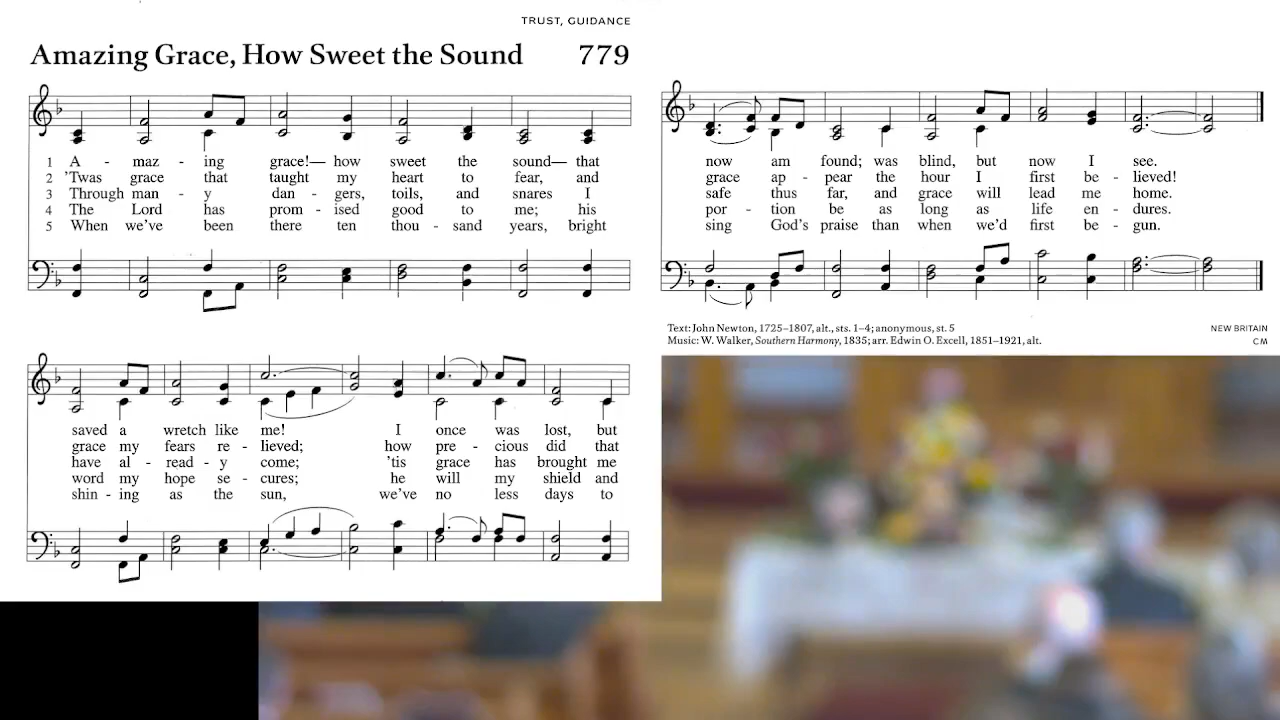 TRUST, GUIDANCE
Amazing Grace, How Sweet the Sound 779
1 A - maz - ing grace!— how sweet the sound— that
2 ’Twas grace that taught my heart to fear, and
3 Through man - y dan - gers, toils, and snares I
4 The Lord has prom - ised good to me; his
5 When we’ve been there ten thou - sand years, bright
saved a wretch like me! I once was lost, but
grace my fears re - lieved; how pre - cious did that
have al - read - y come; ’tis grace has brought me
word my hope se - cures; he will my shield and
shin - ing as the sun, we’ve no less days to
now am found; was blind, but now I see.
grace ap - pear the hour I first be - lieved!
safe thus far, and grace will lead me home.
por - tion be as long as life en - dures.
sing God’s praise than when we’d first be - gun.
Text: John Newton, 1725–1807, alt., sts. 1–4; anonymous, st. 5
Music: W. Walker, Southern Harmony, 1835; arr. Edwin O. Excell, 1851–1921, alt.
NEW BRITAIN
CM